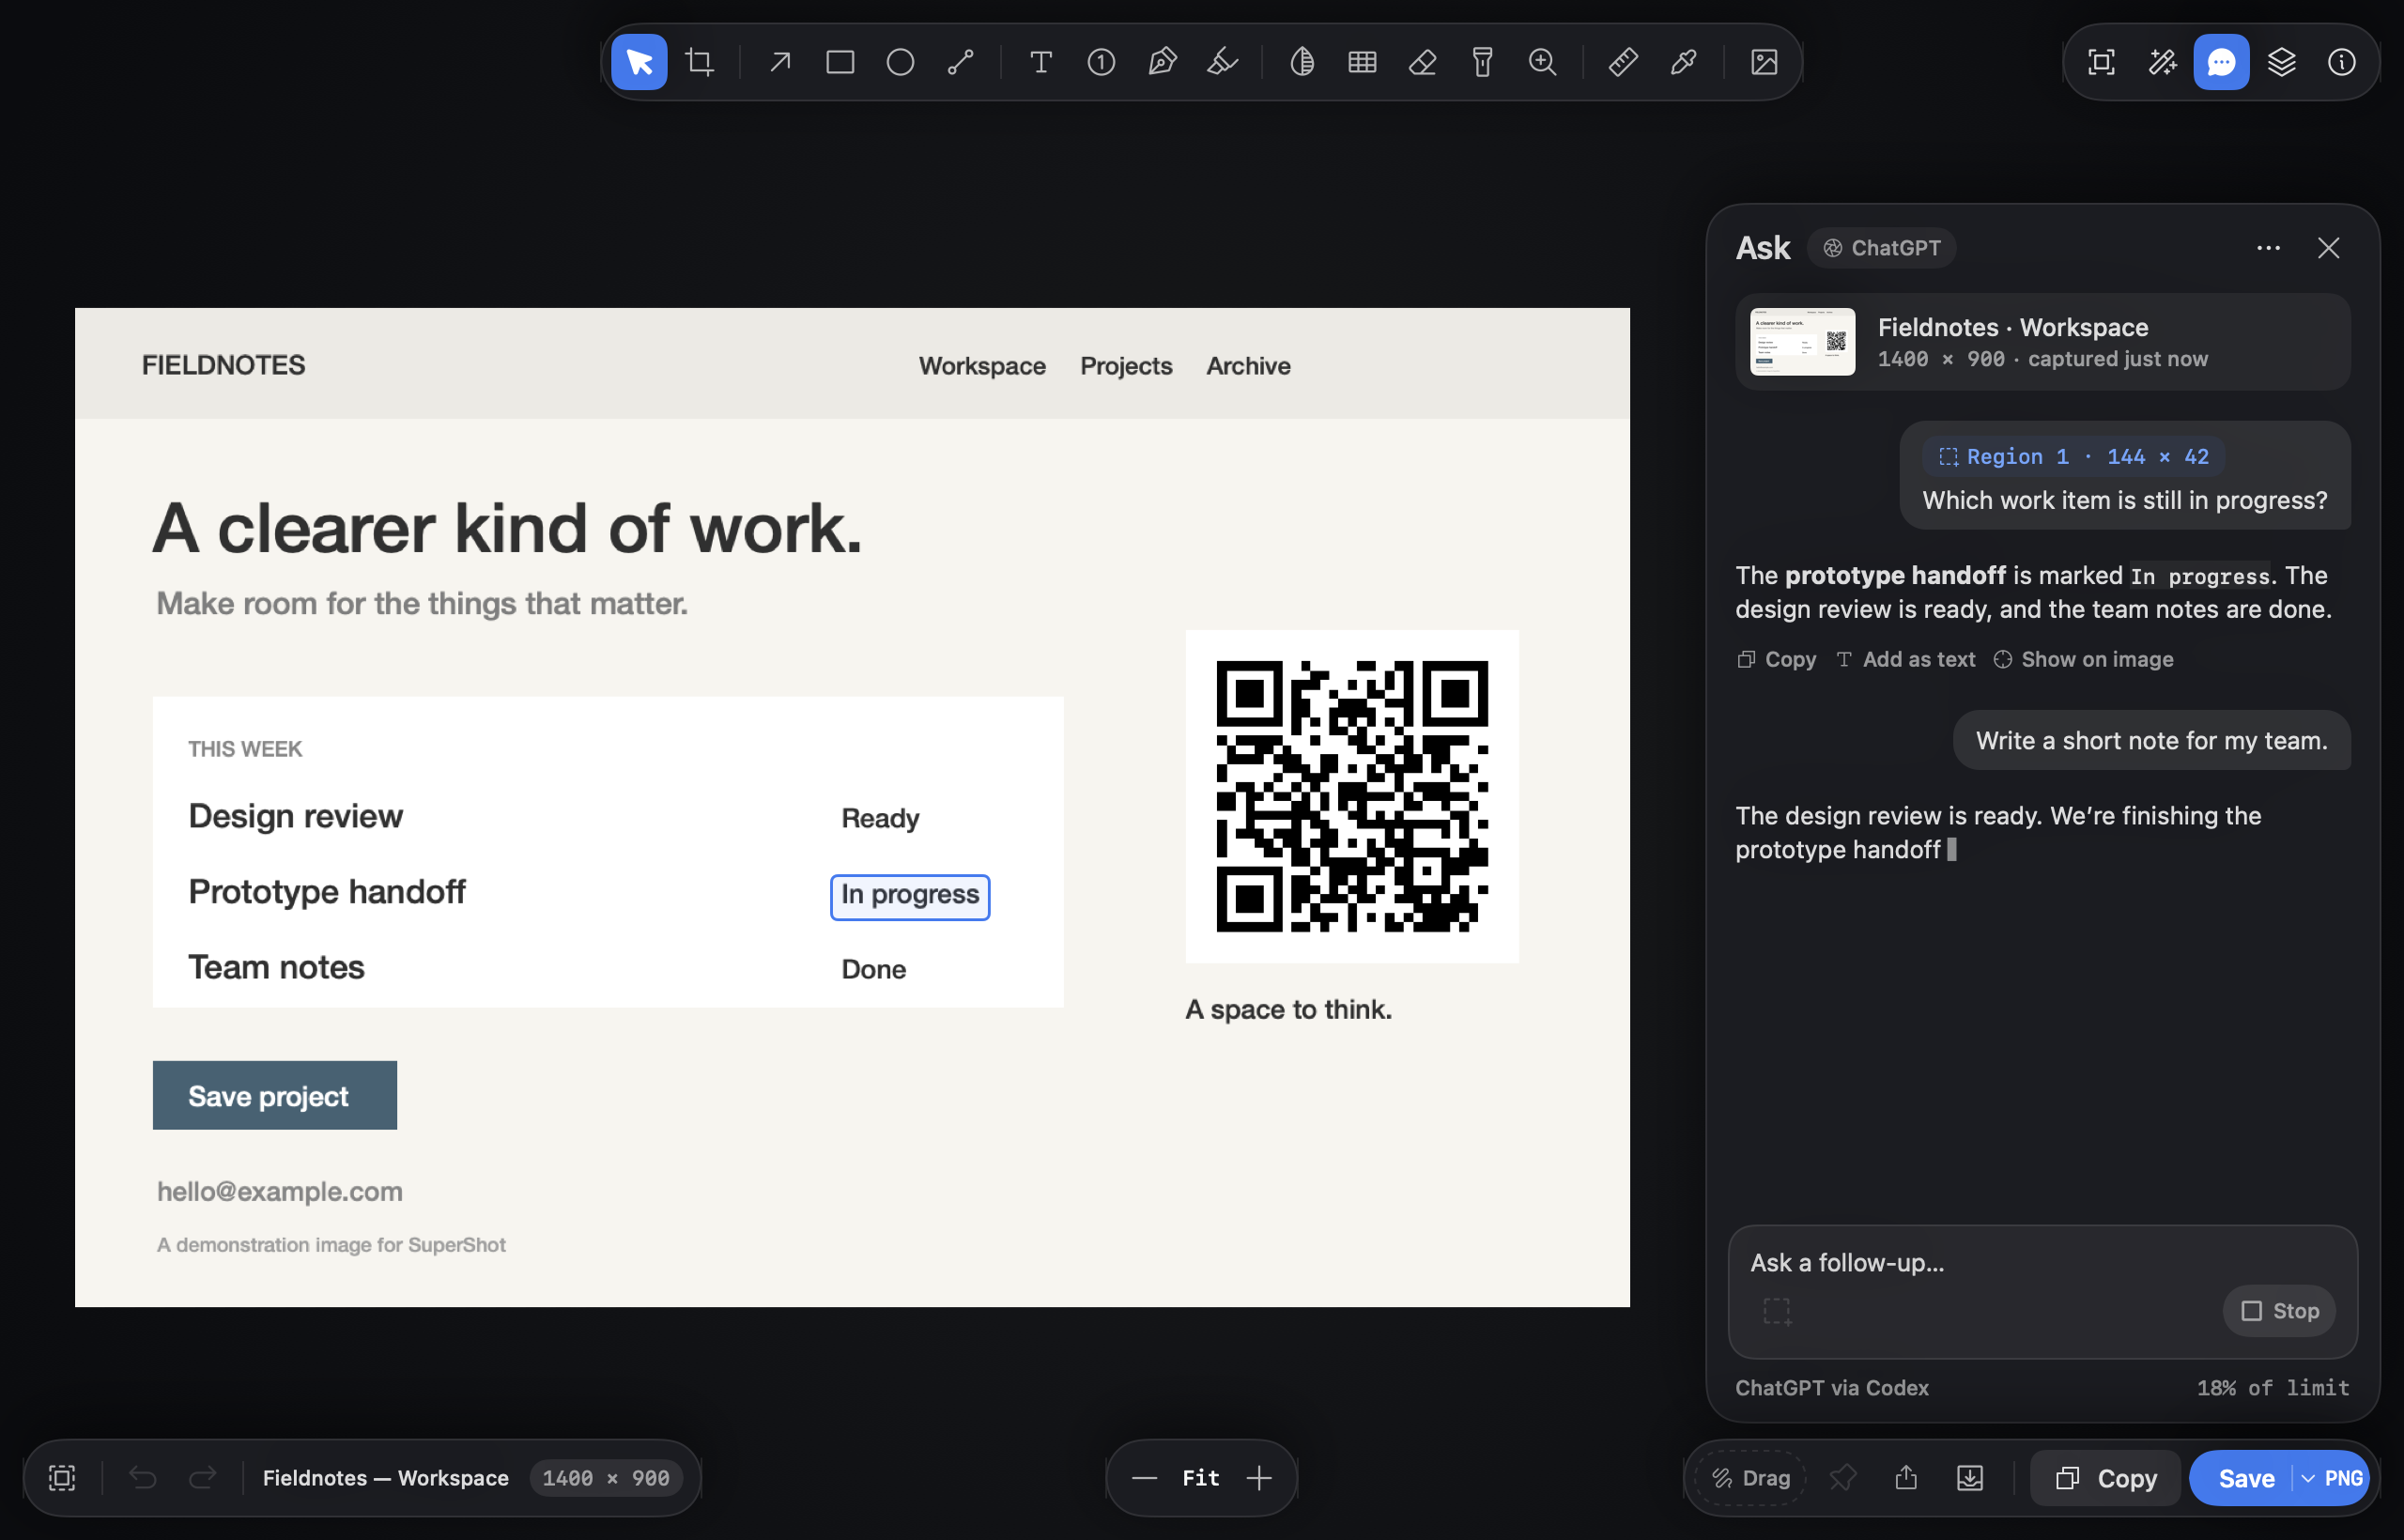 Ask ChatGPT
Fieldnotes · Workspace
1400 × 900 · captured just now
FIELDNOTES Workspace Projects Archive
Region 1 · 144 × 42
Which work item is still in progress?
A clearer kind of work.
Make room for the things that matter.
The prototype handoff is marked In progress. The
design review is ready, and the team notes are done.
Copy Add as text Show on image
THIS WEEK
Design review Ready
Prototype handoff In progress
Team notes Done
A space to think.
Save project
hello@example.com
A demonstration image for SuperShot
Write a short note for my team.
The design review is ready. We’re finishing the
prototype handoff
Ask a follow-up...
Stop
ChatGPT via Codex 18% of limit
Fieldnotes — Workspace 1400 × 900
Fit
Drag Copy Save PNG